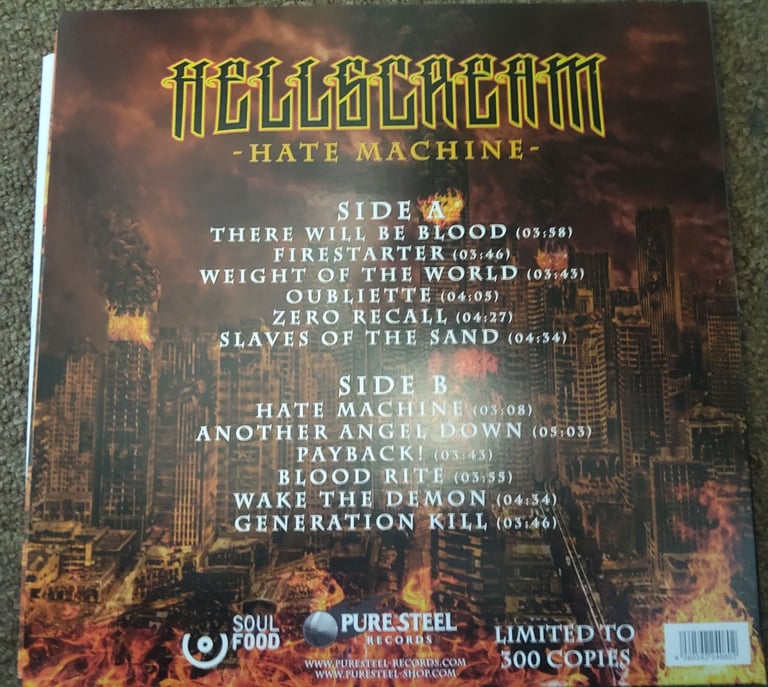 HELLSCREAM
-HATE MACHINE-
SIDE A
THERE WILL BE BLOOD (03:58)
FIRESTARTER (03:46)
WEIGHT OF THE WORLD (03:43)
OUBLIETTE (04:05)
ZERO RECALL (04:27)
SLAVES OF THE SAND (04:34)
SIDE B
HATE MACHINE (03:08)
ANOTHER ANGEL DOWN (05:03)
PAYBACK! (03:43)
BLOOD RITE (03:55)
WAKE THE DEMON (04:34)
GENERATION KILL (03:46)
SOUL
FOOD
PURE STEEL
RECORDS
WWW.PURESTEEL-RECORDS.COM
WWW.PURESTEEL-SHOP.COM
LIMITED TO
300 COPIES